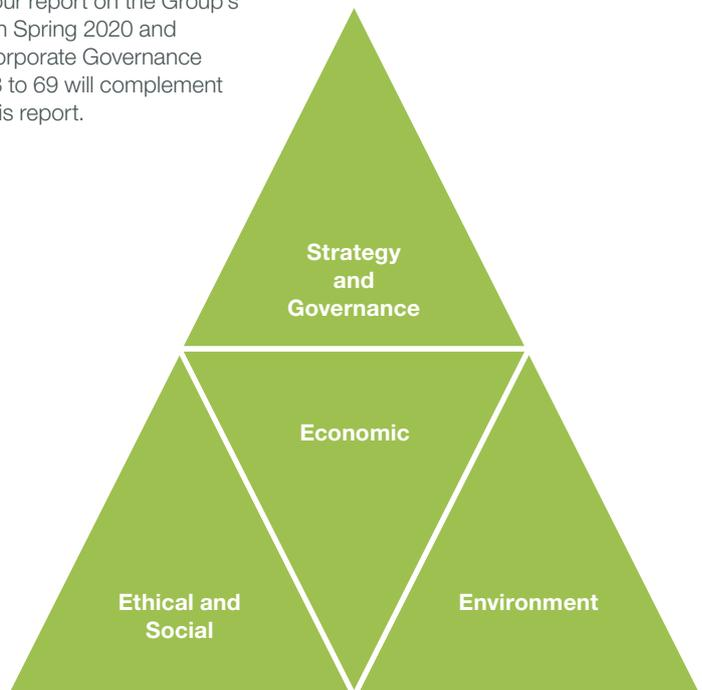 our report on the Group's
n Spring 2020 and
orporate Governance
to 69 will complement
is report.
Strategy
and
Governance
Economic
Ethical and
Social
Environment